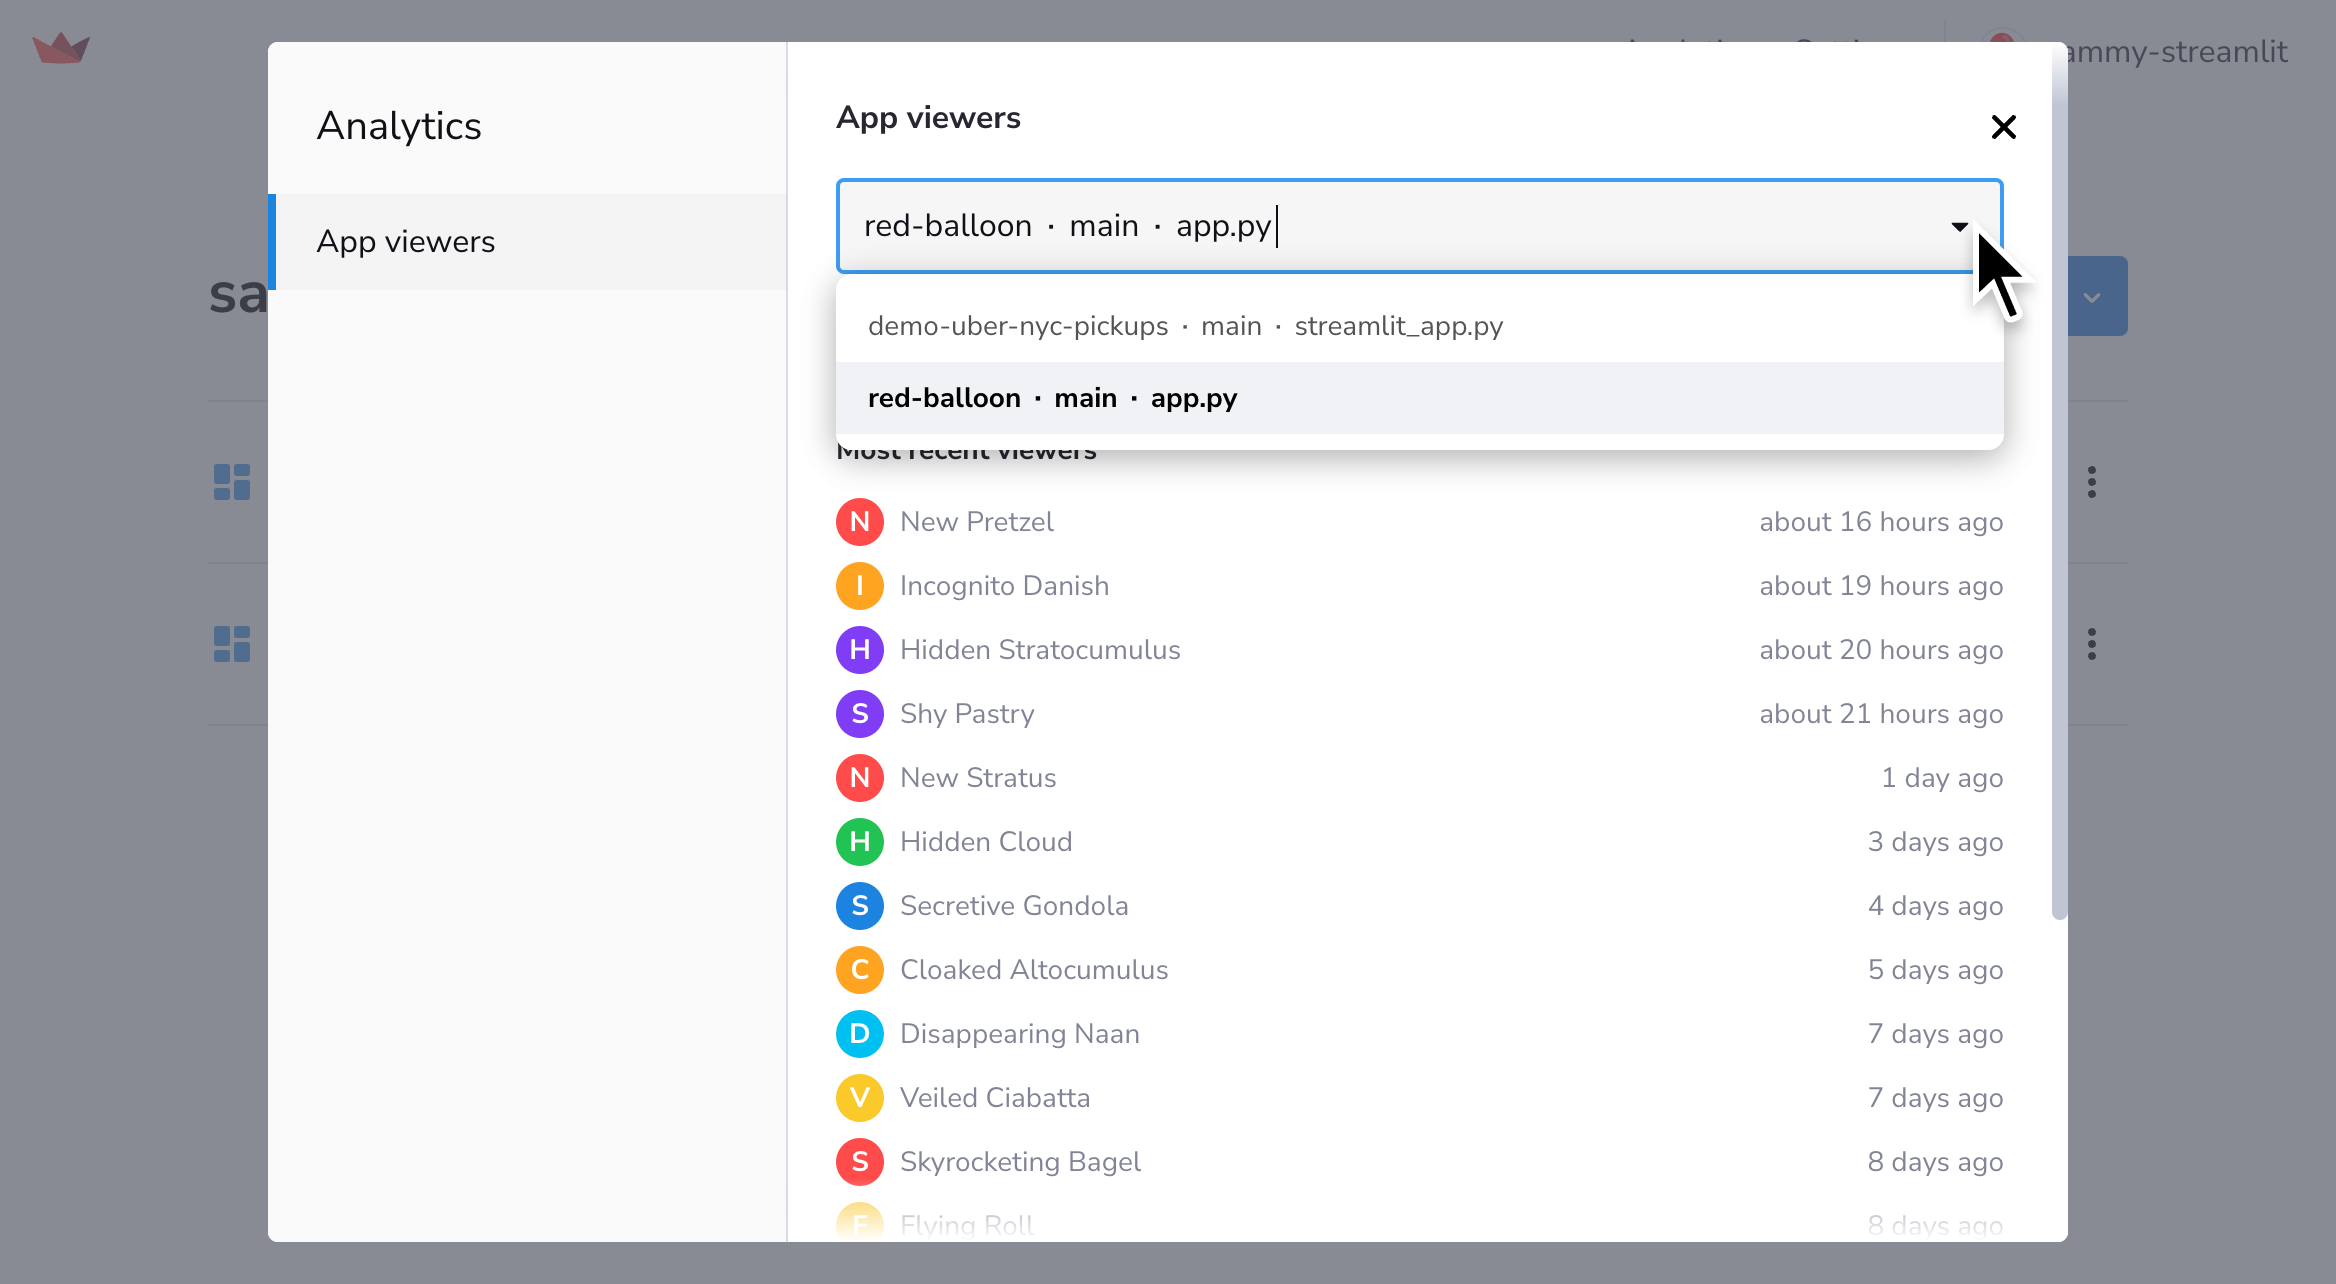 ammy-streamlit
Analytics
App viewers
App viewers
red-balloon · main · app.py
demo-uber-nyc-pickups · main · streamlit_app.py
red-balloon · main · app.py
Most recent viewers
N New Pretzel about 16 hours ago
I Incognito Danish about 19 hours ago
H Hidden Stratocumulus about 20 hours ago
S Shy Pastry about 21 hours ago
N New Stratus 1 day ago
H Hidden Cloud 3 days ago
S Secretive Gondola 4 days ago
C Cloaked Altocumulus 5 days ago
D Disappearing Naan 7 days ago
V Veiled Ciabatta 7 days ago
S Skyrocketing Bagel 8 days ago
F Flying Roll 8 days ago
sa